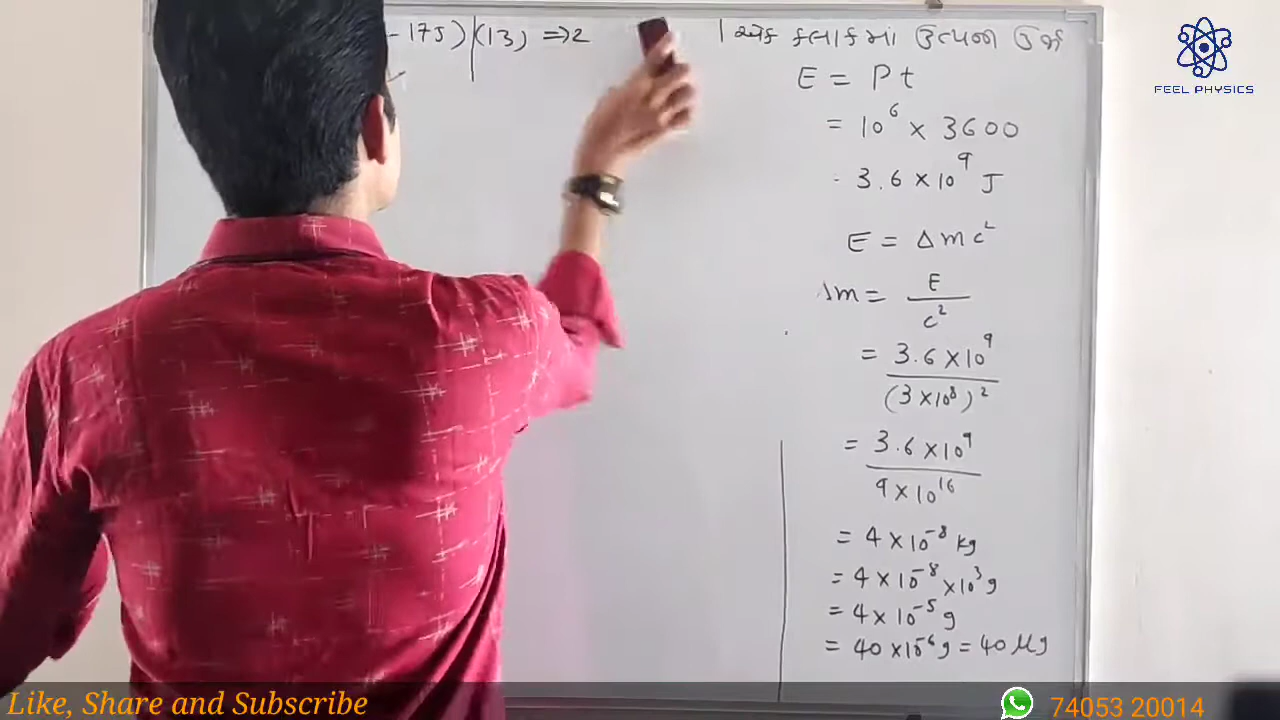 - 175) (13) ⇒ 2
એક કલાકમાં ઉત્પન્ન ઉર્જા
E = Pt
= 10⁶ × 3600
= 3.6 × 10⁹ J
E = Δmc²
Δm = E / c²
= 3.6 × 10⁹ / (3 × 10⁸)²
= 3.6 × 10⁹ / 9 × 10¹⁶
= 4 × 10⁻⁸ kg
= 4 × 10⁻⁸ × 10³ g
= 4 × 10⁻⁵ g
= 40 × 10⁻⁶ g = 40 μg
FEEL PHYSICS
Like, Share and Subscribe
74053 20014